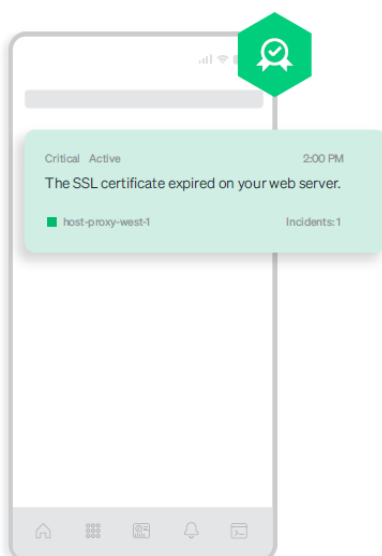 Critical Active 2:00 PM
The SSL certificate expired on your web server.
host-proxy-west-1 Incidents: 1